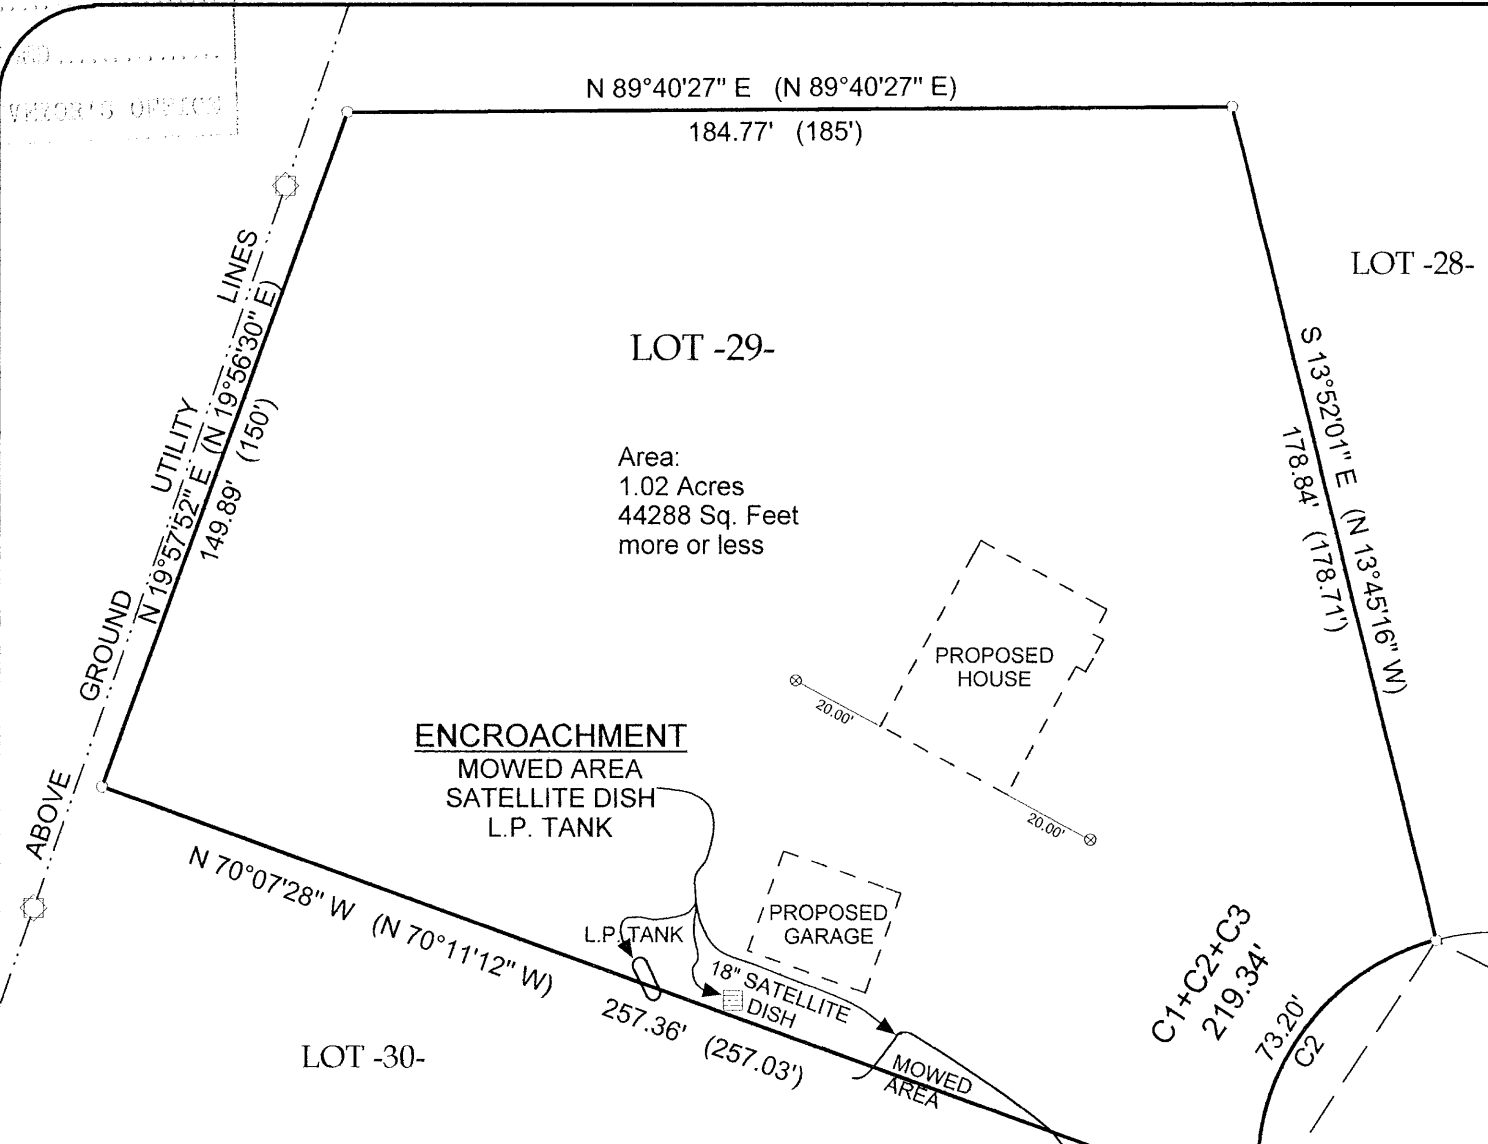 N 89°40'27" E (N 89°40'27" E)
184.77' (185')
LOT -28-
ABOVE GROUND UTILITY LINES
N 19°57'52" E (N 19°56'30" E)
149.89' (150')
LOT -29-
S 13°52'01" E (N 13°45'16" W)
178.84' (178.71')
Area:
1.02 Acres
44288 Sq. Feet
more or less
PROPOSED
HOUSE
20.00'
20.00'
ENCROACHMENT
MOWED AREA
SATELLITE DISH
L.P. TANK
PROPOSED
GARAGE
L.P. TANK
18" SATELLITE
DISH
MOWED
AREA
N 70°07'28" W (N 70°11'12" W)
257.36' (257.03')
LOT -30-
C1+C2+C3
219.34'
73.20'
C2